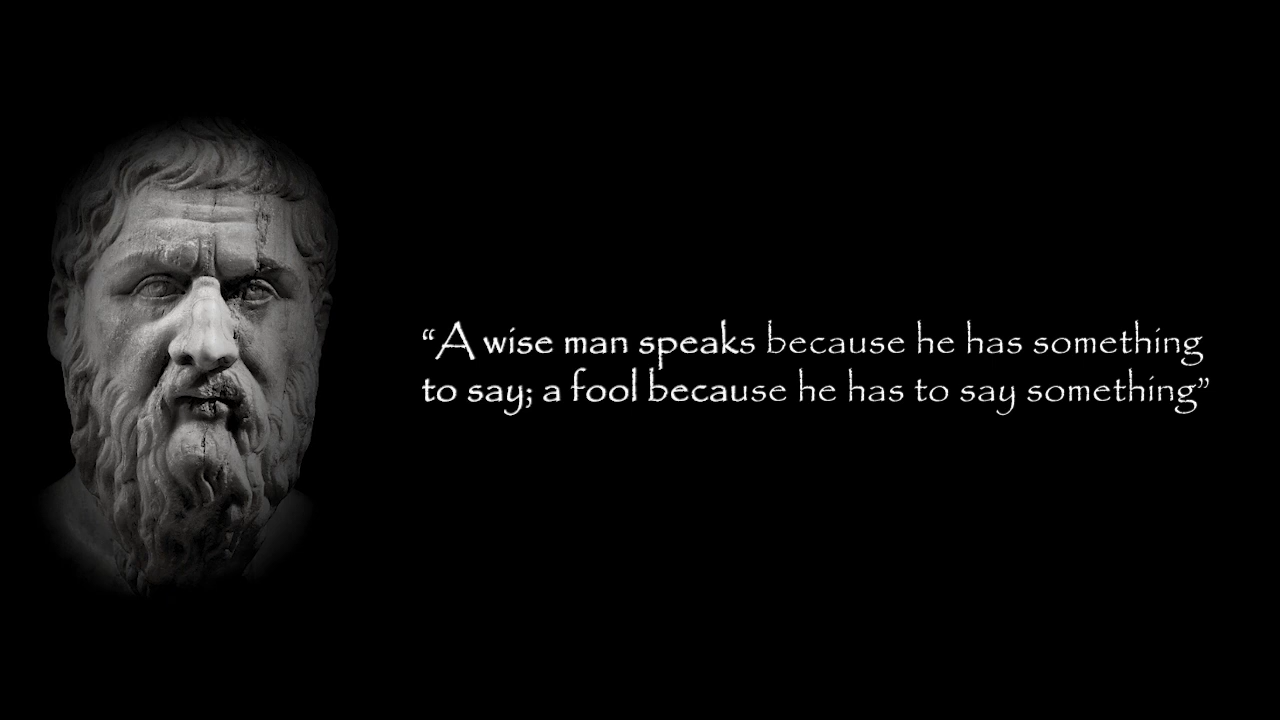 “A wise man speaks because he has something
to say; a fool because he has to say something”